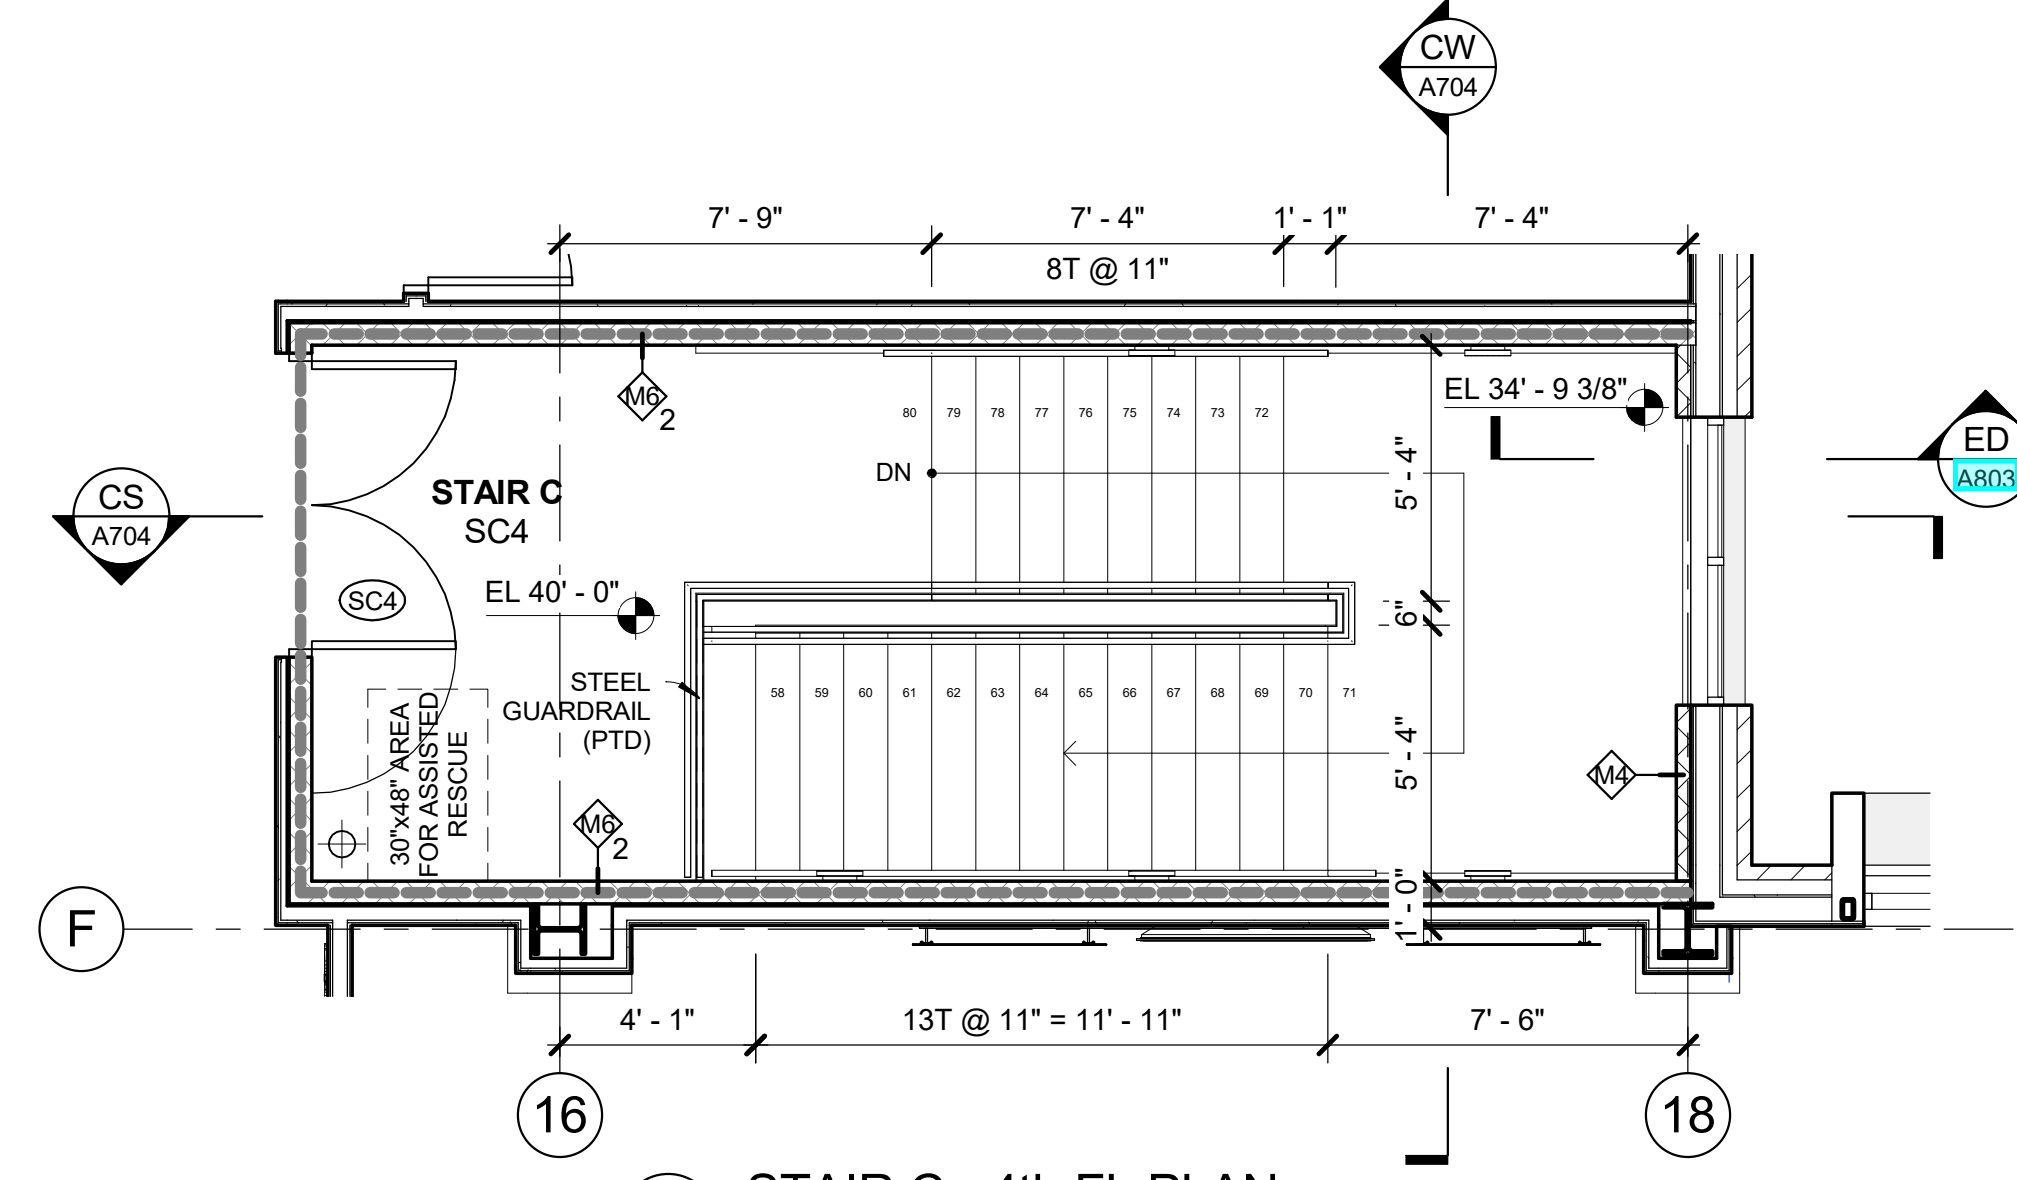 CW
A704
7' - 9"
7' - 4"
1' - 1"
7' - 4"
8T @ 11"
M6
2
EL 34' - 9 3/8"
80
79
78
77
76
75
74
73
72
ED
A803
5' - 4"
DN
CS
A704
STAIR C
SC4
EL 40' - 0"
SC4
6"
STEEL
GUARDRAIL
(PTD)
58
59
60
61
62
63
64
65
66
67
68
69
70
71
30"x48" AREA
FOR ASSISTED
RESCUE
5' - 4"
M4
M6
2
1' - 0"
F
4' - 1"
13T @ 11" = 11' - 11"
7' - 6"
16
18